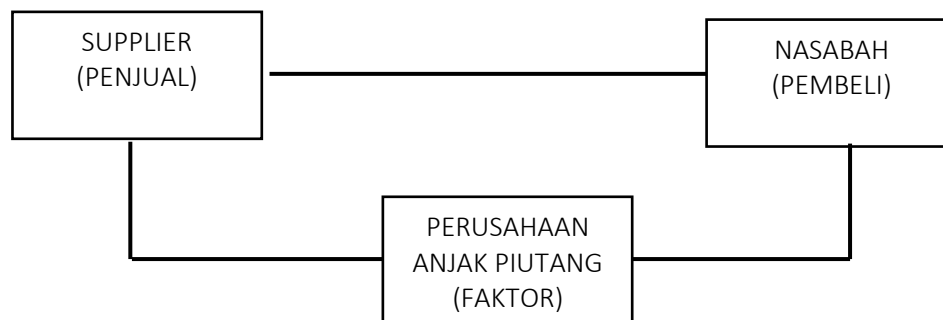 SUPPLIER
(PENJUAL)
NASABAH
(PEMBELI)
PERUSAHAAN
ANJAK PIUTANG
(FAKTOR)